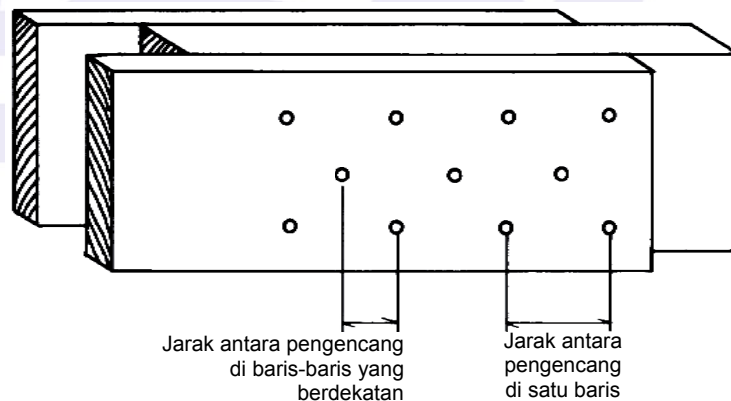 Jarak antara pengencang
di baris-baris yang
berdekatan
Jarak antara
pengencang
di satu baris